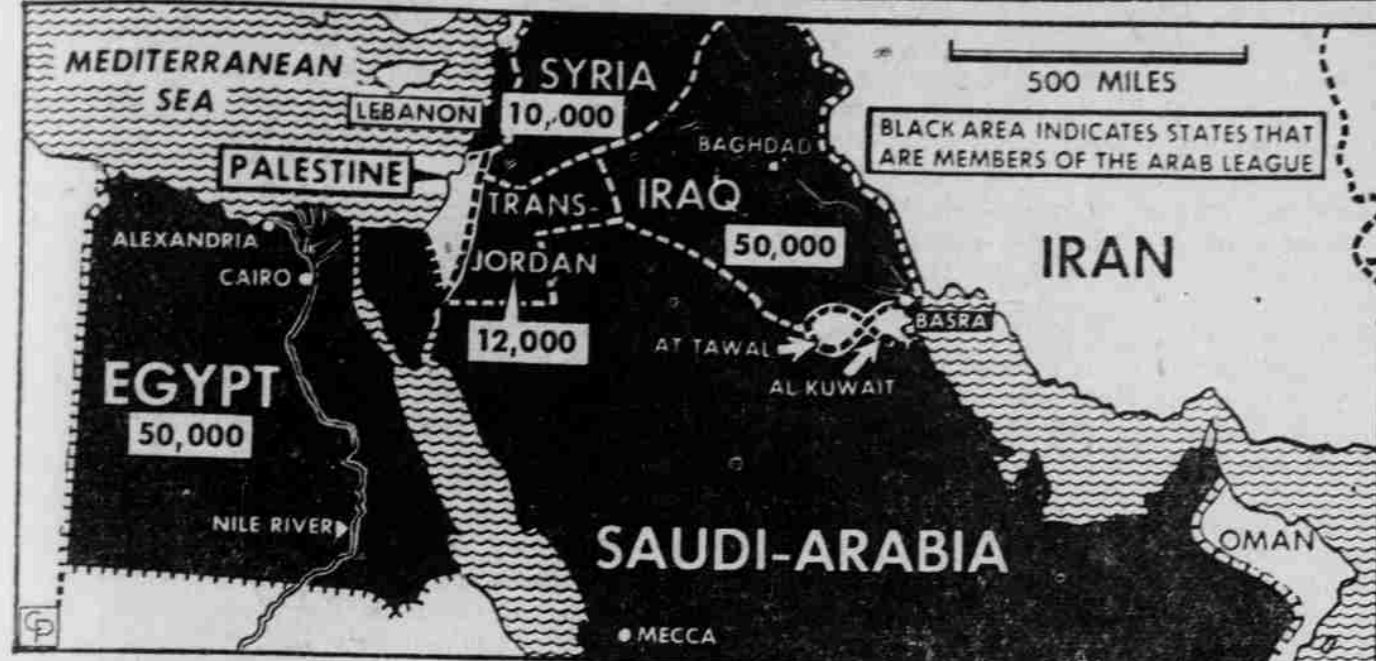 MEDITERRANEAN
SEA
SYRIA
10,000
LEBANON
PALESTINE
500 MILES
BLACK AREA INDICATES STATES THAT
ARE MEMBERS OF THE ARAB LEAGUE
BAGHDAD
TRANS-
JORDAN
12,000
IRAQ
50,000
IRAN
ALEXANDRIA
CAIRO
EGYPT
50,000
NILE RIVER
AT TAWAL
AL KUWAIT
BASRA
SAUDI-ARABIA
OMAN
MECCA
CP